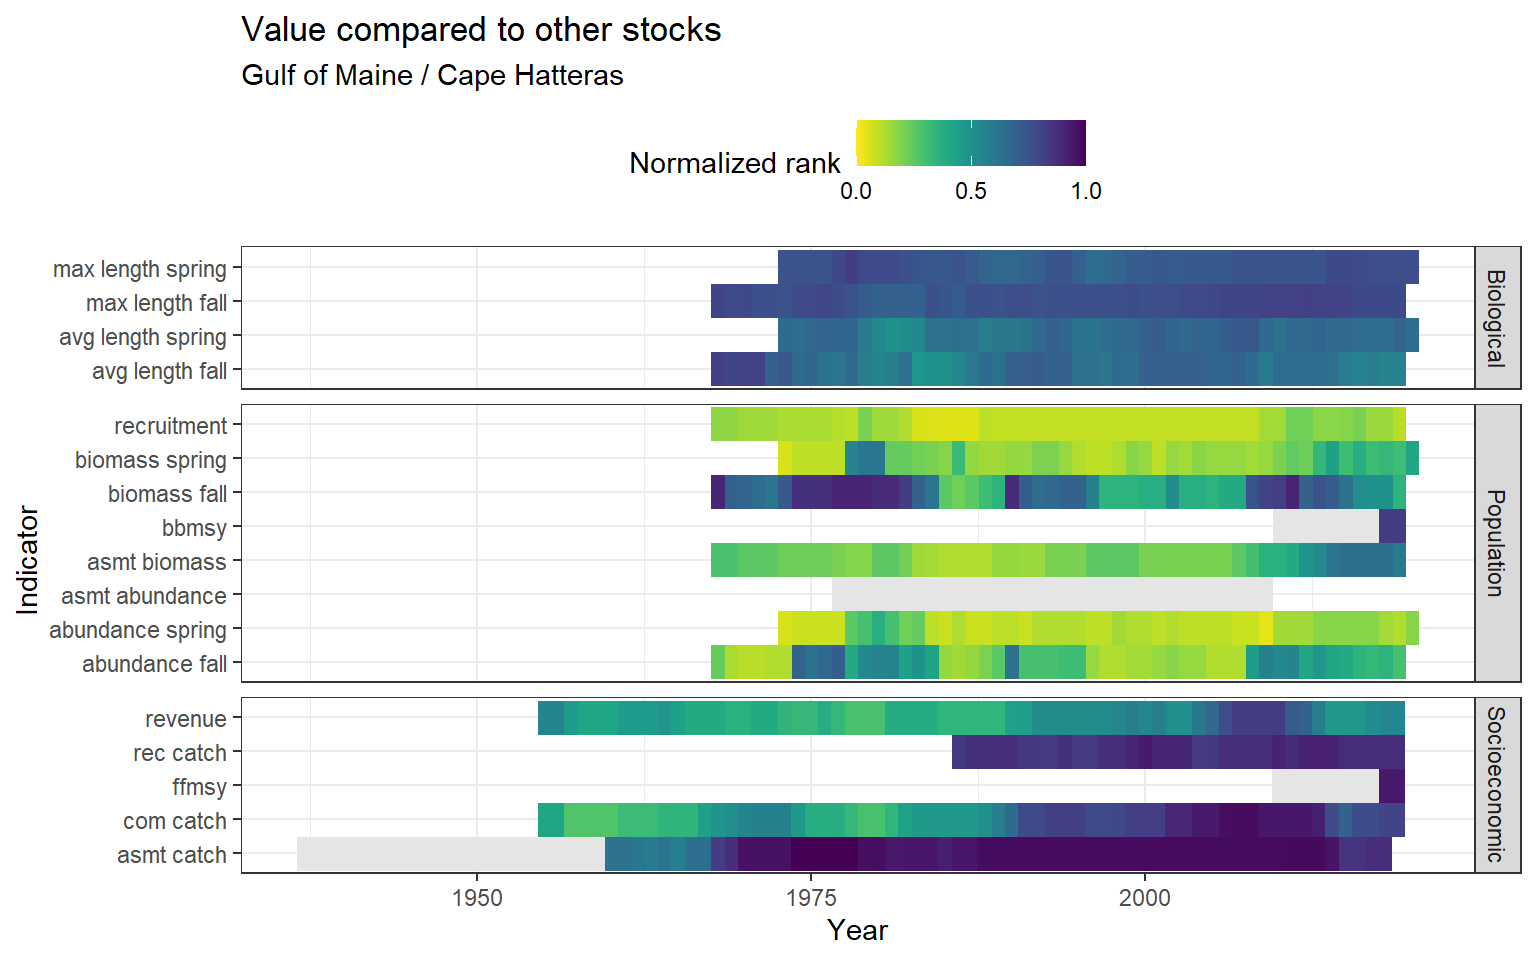 Value compared to other stocks
Gulf of Maine / Cape Hatteras
Normalized rank
0.0 0.5 1.0
max length spring
max length fall
avg length spring
avg length fall
Biological
recruitment
biomass spring
biomass fall
bbmsy
asmt biomass
asmt abundance
abundance spring
abundance fall
Population
revenue
rec catch
ffmsy
com catch
asmt catch
Socioeconomic
Indicator
1950 1975 2000
Year